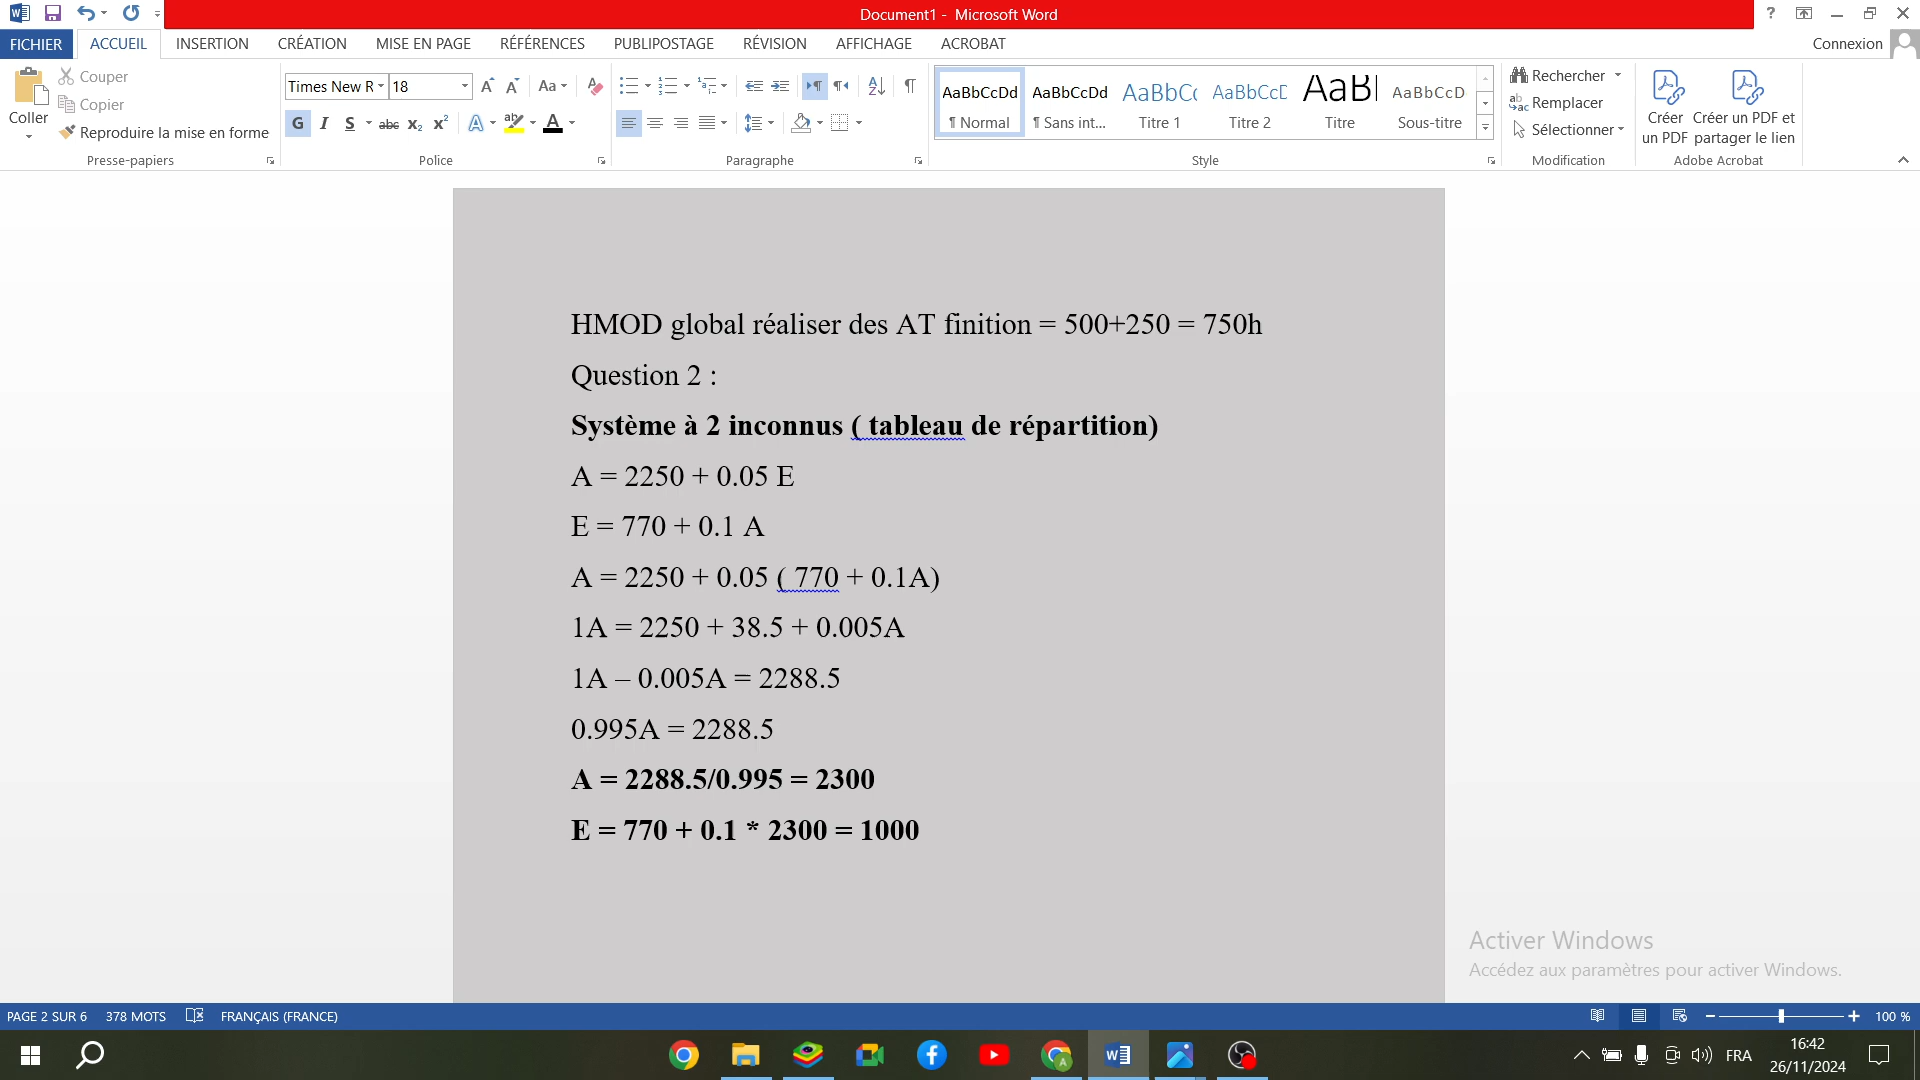 Document1 - Microsoft Word
FICHIER ACCUEIL INSERTION CRÉATION MISE EN PAGE RÉFÉRENCES PUBLIPOSTAGE RÉVISION AFFICHAGE ACROBAT Connexion
Coller
Couper
Copier
Reproduire la mise en forme
Presse-papiers
Times New R 18
Police
Paragraphe
AaBbCcDd AaBbCcDd AaBbCc AaBbCcE AaBl AaBbCcD
¶ Normal ¶ Sans int... Titre 1 Titre 2 Titre Sous-titre
Style
Rechercher
Remplacer
Sélectionner
Modification
Créer un PDF
Créer un PDF et partager le lien
Adobe Acrobat
HMOD global réaliser des AT finition = 500+250 = 750h
Question 2 :
Système à 2 inconnus ( tableau de répartition)
A = 2250 + 0.05 E
E = 770 + 0.1 A
A = 2250 + 0.05 ( 770 + 0.1A)
1A = 2250 + 38.5 + 0.005A
1A – 0.005A = 2288.5
0.995A = 2288.5
A = 2288.5/0.995 = 2300
E = 770 + 0.1 * 2300 = 1000
Activer Windows
Accédez aux paramètres pour activer Windows.
PAGE 2 SUR 6 378 MOTS FRANÇAIS (FRANCE) 100 %
FRA
16:42
26/11/2024